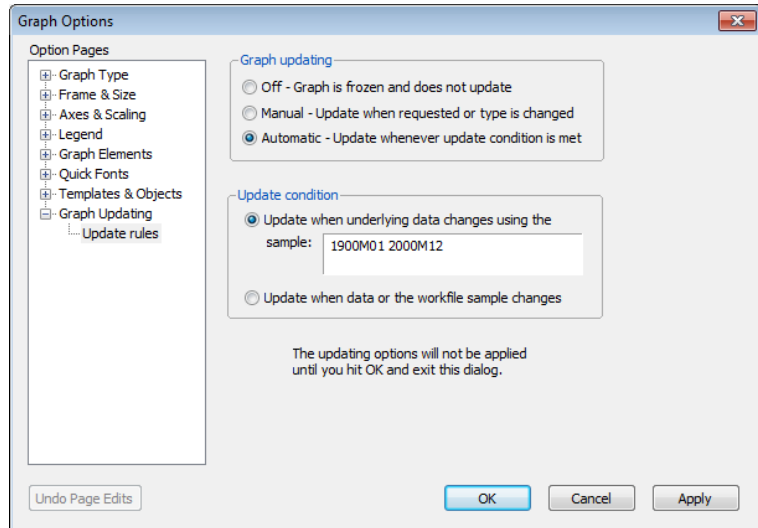 Graph Options
Option Pages
Graph Type
Frame & Size
Axes & Scaling
Legend
Graph Elements
Quick Fonts
Templates & Objects
Graph Updating
Update rules
Graph updating
Off - Graph is frozen and does not update
Manual - Update when requested or type is changed
Automatic - Update whenever update condition is met
Update condition
Update when underlying data changes using the
sample: 1900M01 2000M12
Update when data or the workfile sample changes
The updating options will not be applied
until you hit OK and exit this dialog.
Undo Page Edits OK Cancel Apply